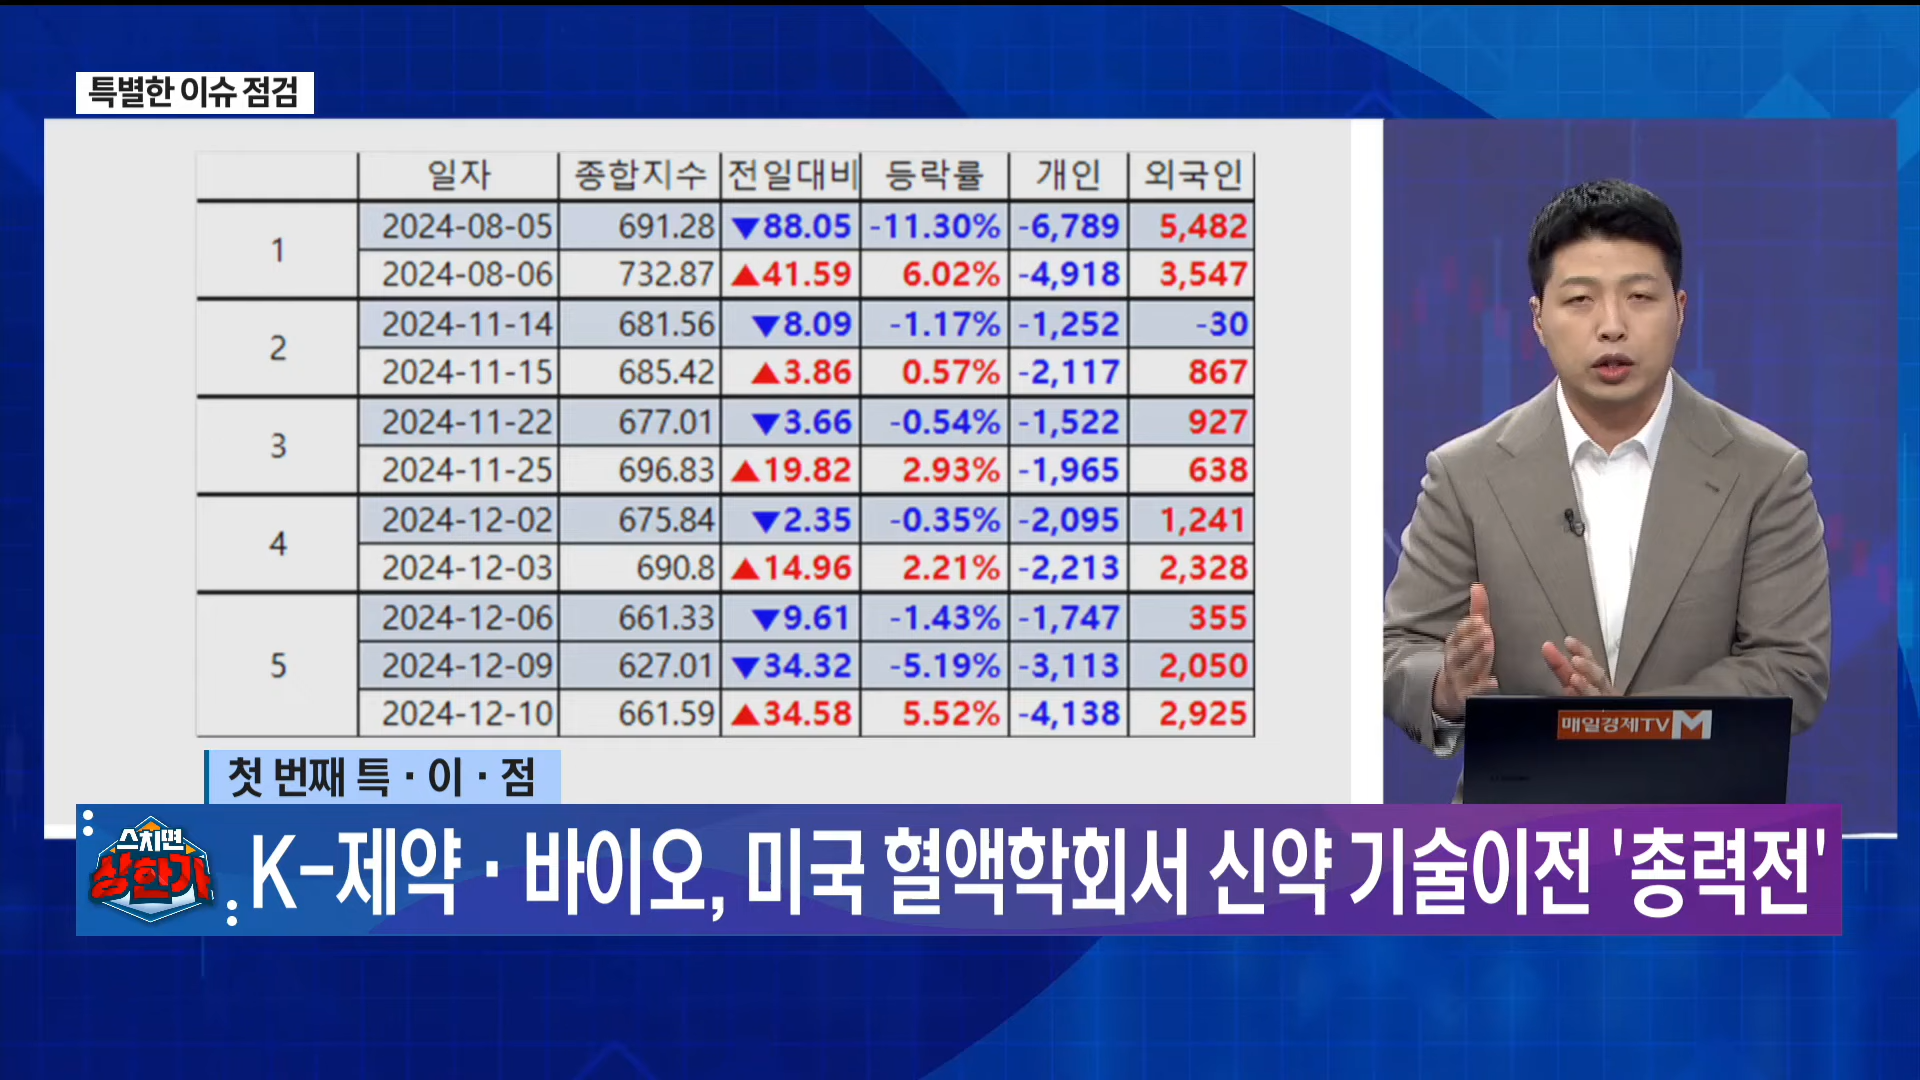 특별한 이슈 점검
일자 종합지수 전일대비 등락률 개인 외국인
1 2024-08-05 691.28 ▼88.05 -11.30% -6,789 5,482
2024-08-06 732.87 ▲41.59 6.02% -4,918 3,547
2 2024-11-14 681.56 ▼8.09 -1.17% -1,252 -30
2024-11-15 685.42 ▲3.86 0.57% -2,117 867
3 2024-11-22 677.01 ▼3.66 -0.54% -1,522 927
2024-11-25 696.83 ▲19.82 2.93% -1,965 638
4 2024-12-02 675.84 ▼2.35 -0.35% -2,095 1,241
2024-12-03 690.8 ▲14.96 2.21% -2,213 2,328
5 2024-12-06 661.33 ▼9.61 -1.43% -1,747 355
2024-12-09 627.01 ▼34.32 -5.19% -3,113 2,050
2024-12-10 661.59 ▲34.58 5.52% -4,138 2,925
매일경제TV M
첫 번째 특·이·점
스치면
상한가
K-제약·바이오, 미국 혈액학회서 신약 기술이전 '총력전'